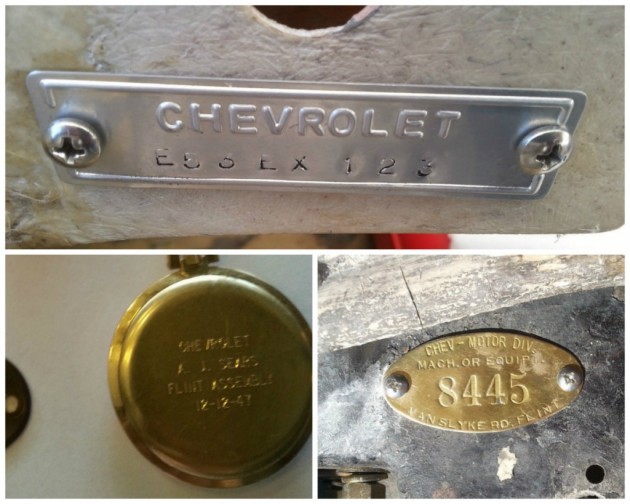 CHEVROLET
E53EX 123
CHEVROLET
A. J. SEARS
FLINT ASSEMBLY
12-12-47
CHEV-MOTOR DIV.
MACH. OR EQUIP.
8445
VAN SLYKE RD. FLINT